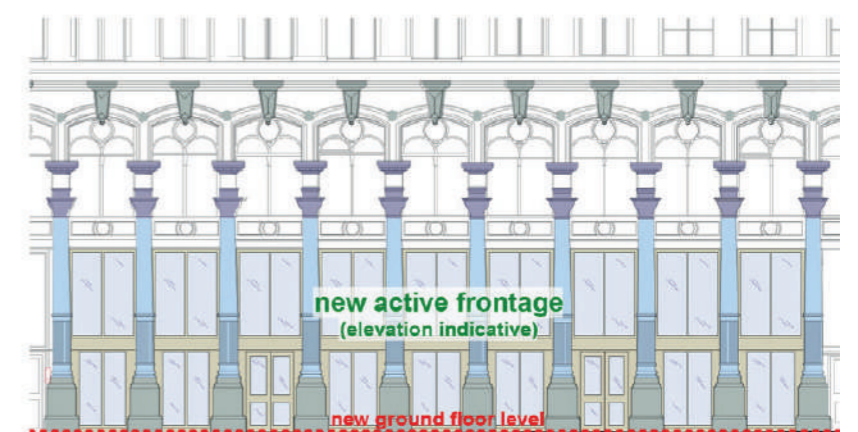 new active frontage
(elevation indicative)
new ground floor level